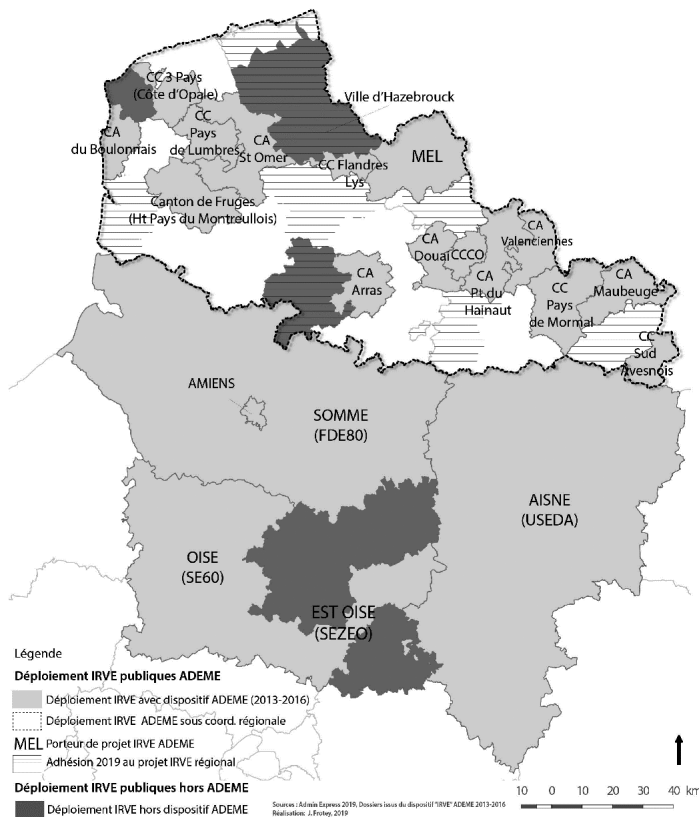 CC 3 Pays
(Côte d'Opale)
Ville d'Hazebrouck
CC
Pays
de Lumbres
CA
du Boulonnais
CA
St Omer
MEL
CC Flandres
Lys
Canton de Fruges
(Ht Pays du Montreullois)
CA
Valenciennes
CA
Douai
CCCO
CA
Arras
CA
Pt du
Hainaut
CC
Pays
de Mormal
CA
Maubeuge
CC
Sud
Avesnois
AMIENS
SOMME
(FDE80)
AISNE
(USEDA)
OISE
(SE60)
EST OISE
(SEZEO)
Légende
Déploiement IRVE publiques ADEME
Déploiement IRVE avec dispositif ADEME (2013-2016)
Déploiement IRVE ADEME sous coord. régionale
MEL Porteur de projet IRVE ADEME
Adhésion 2019 au projet IRVE régional
Déploiement IRVE publiques hors ADEME
Déploiement IRVE hors dispositif ADEME
Sources : Admin Express 2019, Dossiers issus du dispositif "IRVE" ADEME 2013-2016
Réalisation: J. Frotey, 2019
10 0 10 20 30 40 km